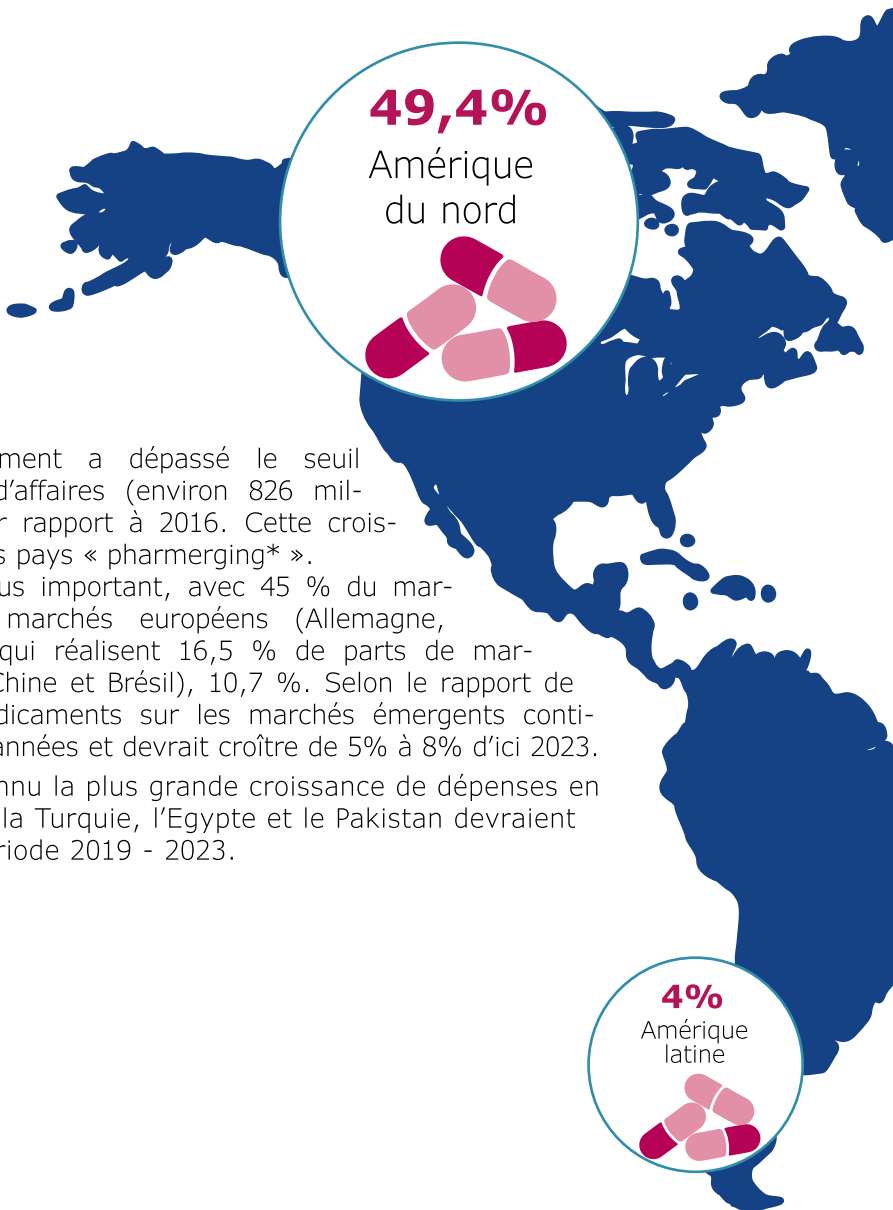 49,4%
Amérique
du nord
ment a dépassé le seuil
d’affaires (environ 826 mil-
r rapport à 2016. Cette crois-
s pays « pharmerging* ».
us important, avec 45 % du mar-
marchés européens (Allemagne,
qui réalisent 16,5 % de parts de mar-
Chine et Brésil), 10,7 %. Selon le rapport de
dicaments sur les marchés émergents conti-
années et devrait croître de 5% à 8% d’ici 2023.
nnu la plus grande croissance de dépenses en
la Turquie, l’Egypte et le Pakistan devraient
riode 2019 - 2023.
4%
Amérique
latine